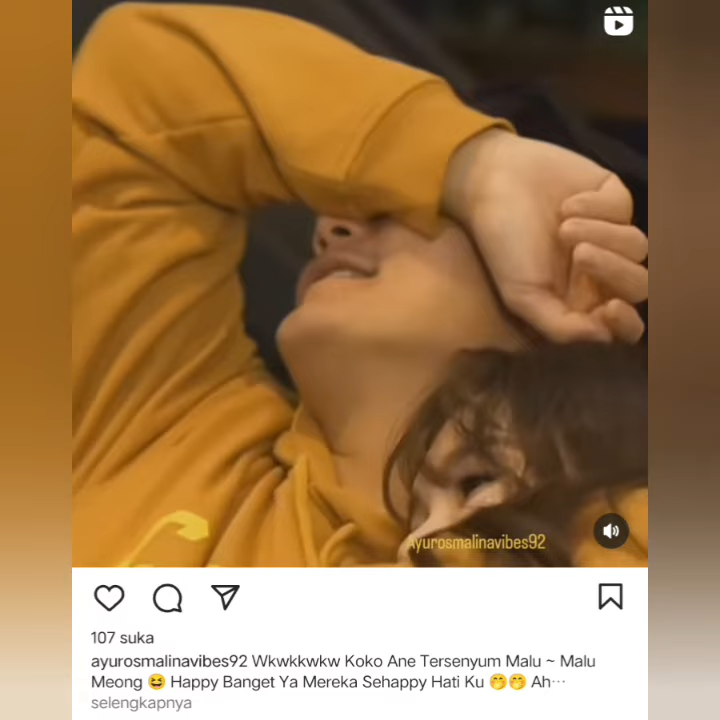 Ayurosmalinavibes92
107 suka
ayurosmalinavibes92 Wkwkkwkw Koko Ane Tersenyum Malu ~ Malu
Meong 😆 Happy Banget Ya Mereka Sehappy Hati Ku 🤭🤭 Ah...
selengkapnya